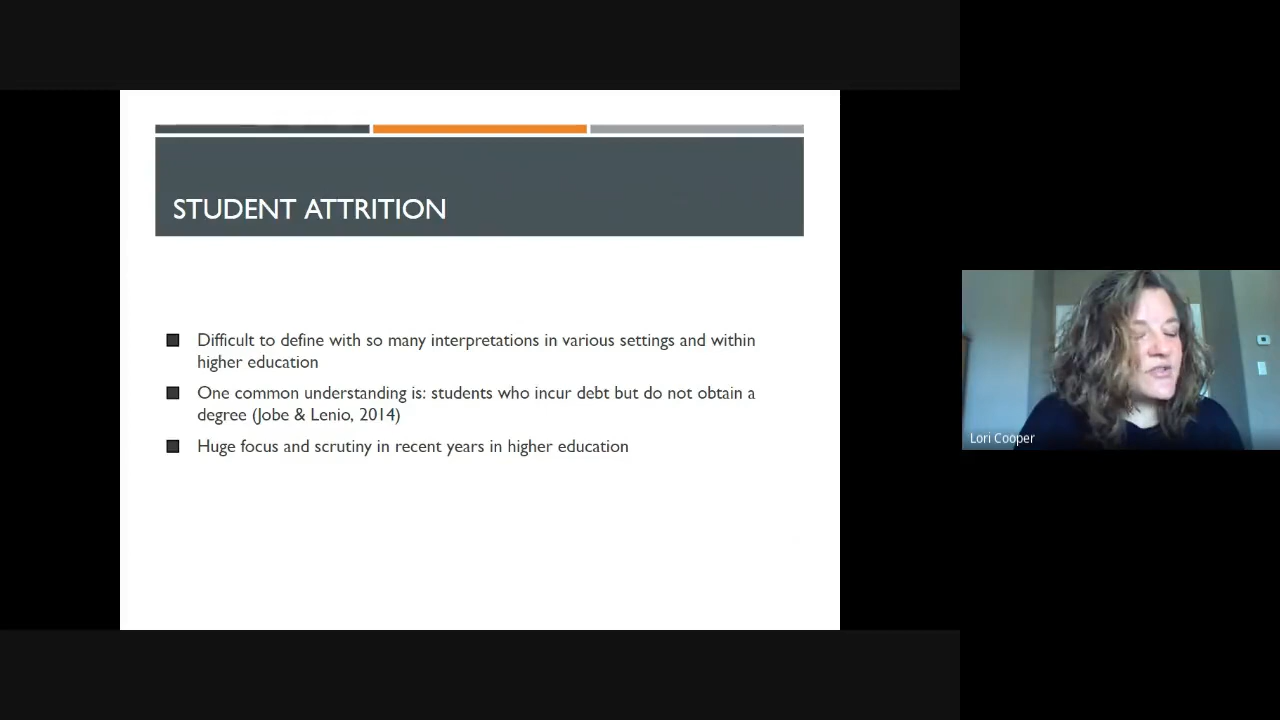 STUDENT ATTRITION
Difficult to define with so many interpretations in various settings and within
higher education
One common understanding is: students who incur debt but do not obtain a
degree (Jobe & Lenio, 2014)
Huge focus and scrutiny in recent years in higher education
Lori Cooper